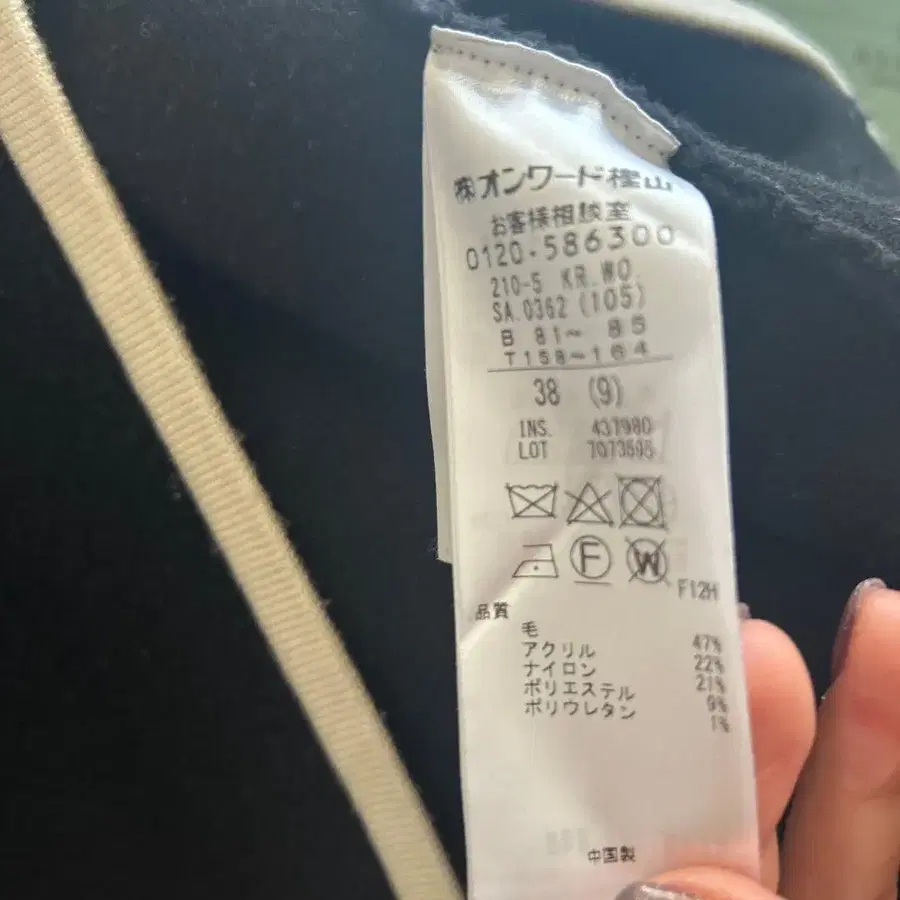 ㈱オンワード樫山
お客様相談室
0120-586300
210-5 KR.WO.
SA.0362 (105)
B 81~ 85
T158~164
38 (9)
INS. 437980
LOT 7073595
F
W
F12H
品質
毛 47%
アクリル 22%
ナイロン 21%
ポリエステル 9%
ポリウレタン 1%
中国製